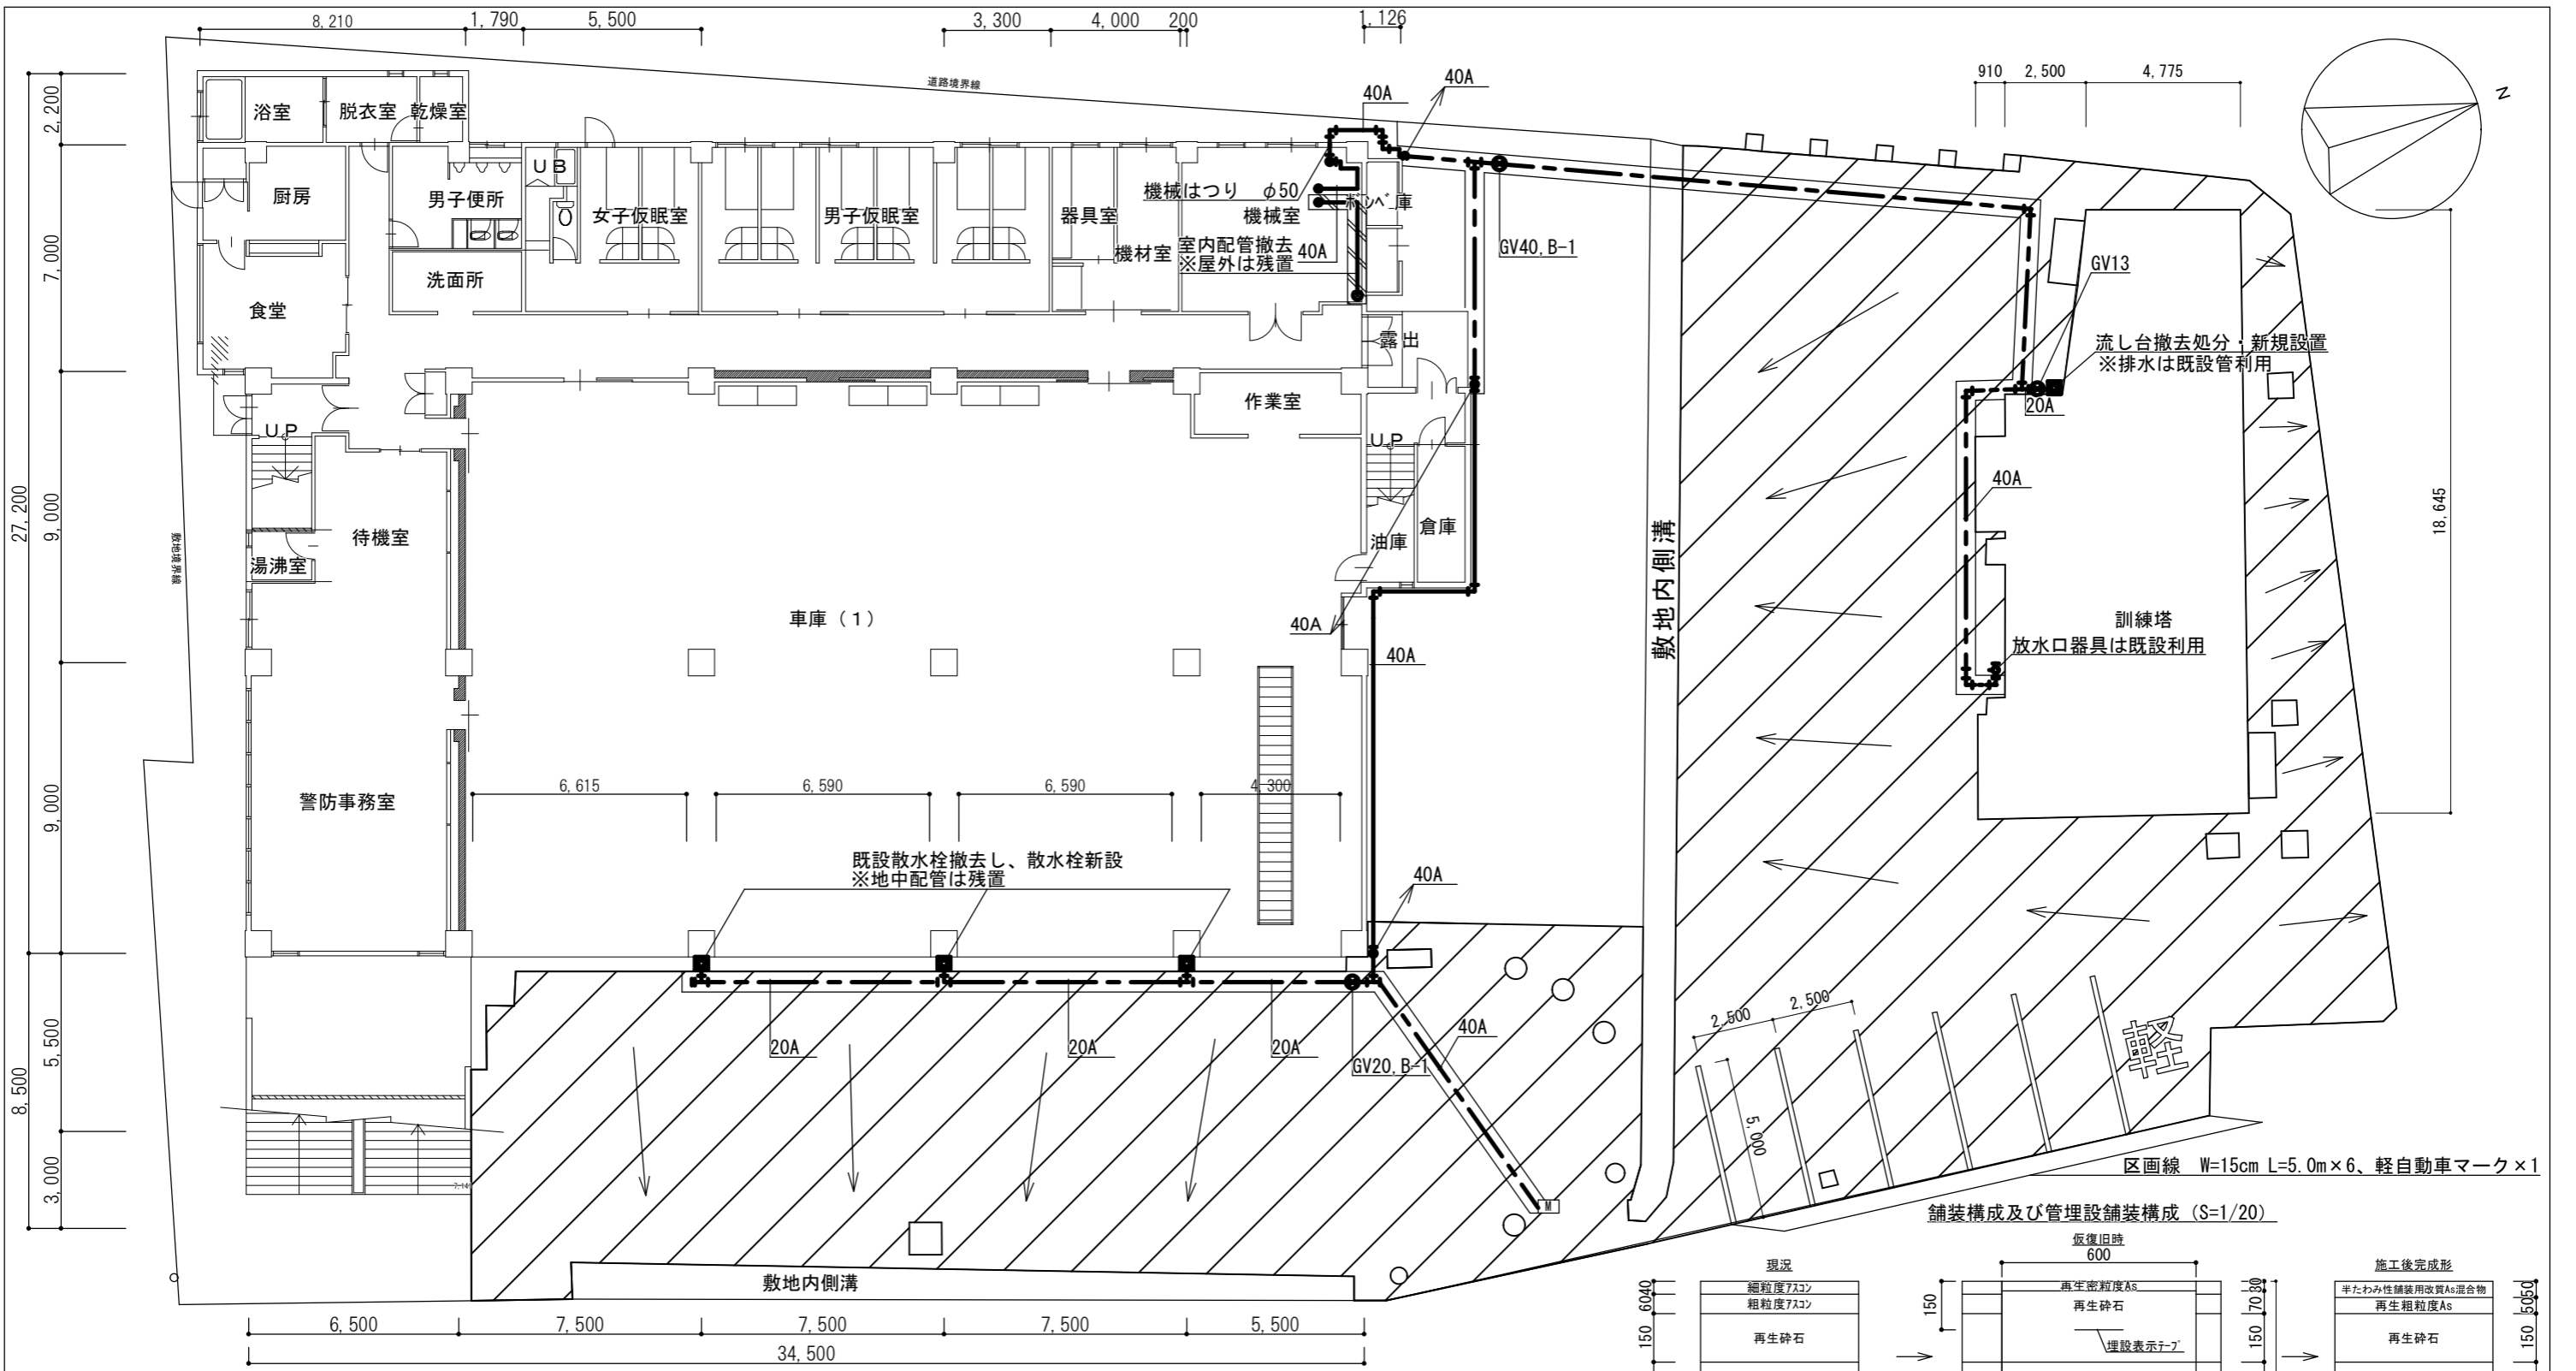 8,210
1,790
5,500
3,300
4,000
200
1,126
910
2,500
4,775
道路境界線
40A
40A
N
2,200
浴室
脱衣室
乾燥室
UB
厨房
男子便所
女子仮眠室
男子仮眠室
器具室
機械はつり φ50
機械室
ボンベ庫
機材室
室内配管撤去
※屋外は残置
40A
GV40,B-1
GV13
7,000
洗面所
食堂
露出
流し台撤去処分・新規設置
※排水は既設管利用
20A
作業室
UP
UP
27,200
9,000
待機室
湯沸室
敷地境界線
油庫
倉庫
40A
18,645
敷地内側溝
車庫（1）
40A
40A
訓練塔
放水口器具は既設利用
9,000
警防事務室
6,615
6,590
6,590
4,300
既設散水栓撤去し、散水栓新設
※地中配管は残置
40A
8,500
5,500
20A
20A
20A
GV20,B-1
40A
2,500
2,500
5,000
軽
3,000
M
区画線 W=15cm L=5.0m×6、軽自動車マーク×1
舗装構成及び管埋設舗装構成（S=1/20）
敷地内側溝
6,500
7,500
7,500
7,500
5,500
34,500
現況
細粒度アスコン
粗粒度アスコン
再生砕石
40
60
150
仮復旧時
600
再生密粒度As
再生砕石
埋設表示テープ
150
30
70
150
施工後完成形
半たわみ性舗装用改質As混合物
再生粗粒度As
再生砕石
50
50
150